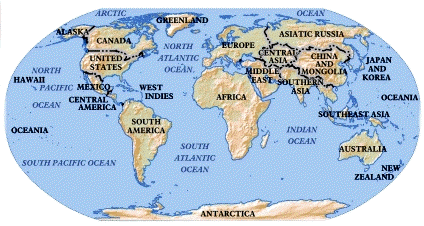 ARCTIC
OCEAN
GREENLAND
ALASKA
CANADA
ASIATIC RUSSIA
NORTH
ATLANTIC
OCEAN.
EUROPE
UNITED
STATES
CENTRAL
ASIA
CHINA
AND
MONGOLIA
JAPAN
AND
KOREA
HAWAII
NORTH
PACIFIC
OCEAN
MEXICO
WEST
INDIES
MIDDLE
EAST
SOUTHERN
ASIA
CENTRAL
AMERICA
AFRICA
OCEANIA
SOUTHEAST ASIA
OCEANIA
SOUTH
AMERICA
INDIAN
OCEAN
SOUTH
ATLANTIC
OCEAN
AUSTRALIA
SOUTH PACIFIC OCEAN
NEW
ZEALAND
ANTARCTICA